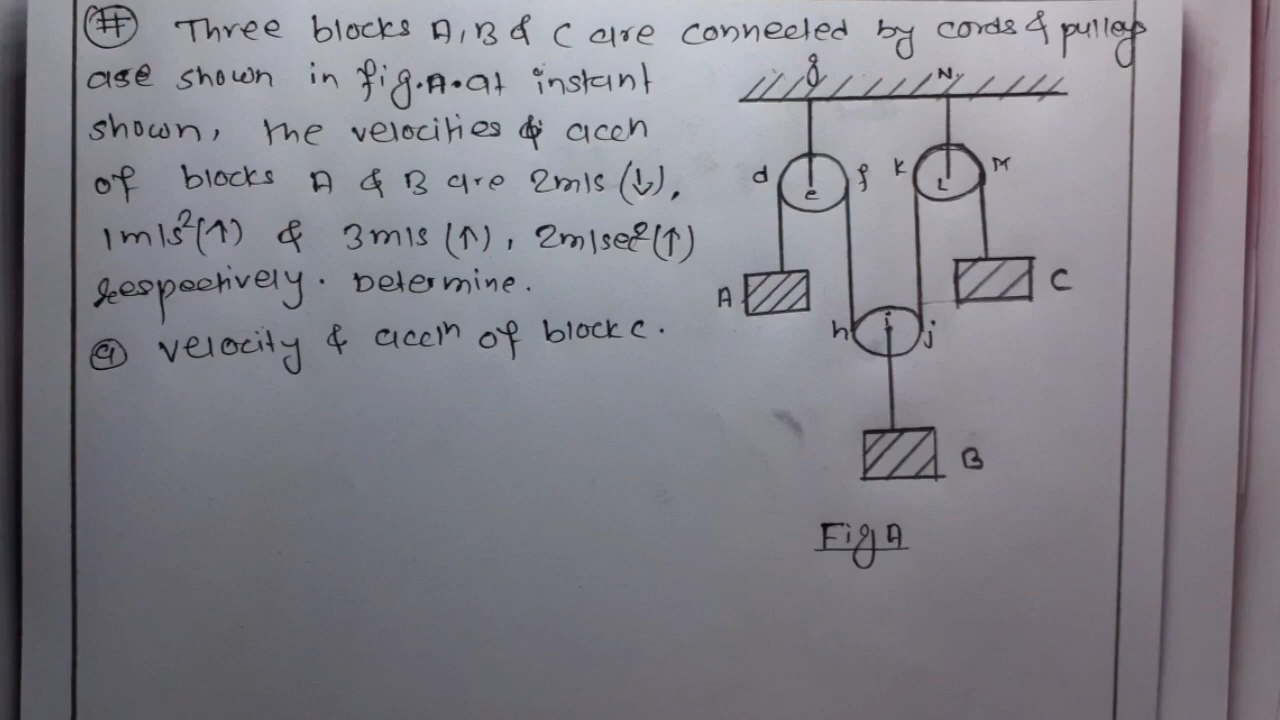 # Three blocks A, B & C are connected by cords & pulleys
are shown in fig.A.at instant
shown, the velocities & accn
of blocks A & B are 2m/s (↓),
1m/s²(↑) & 3m/s (↑), 2m/sec²(↑)
respectively. Determine.
a velocity & accln of block c.
g N
d e f k L M
A C
h i j
B
Fig A